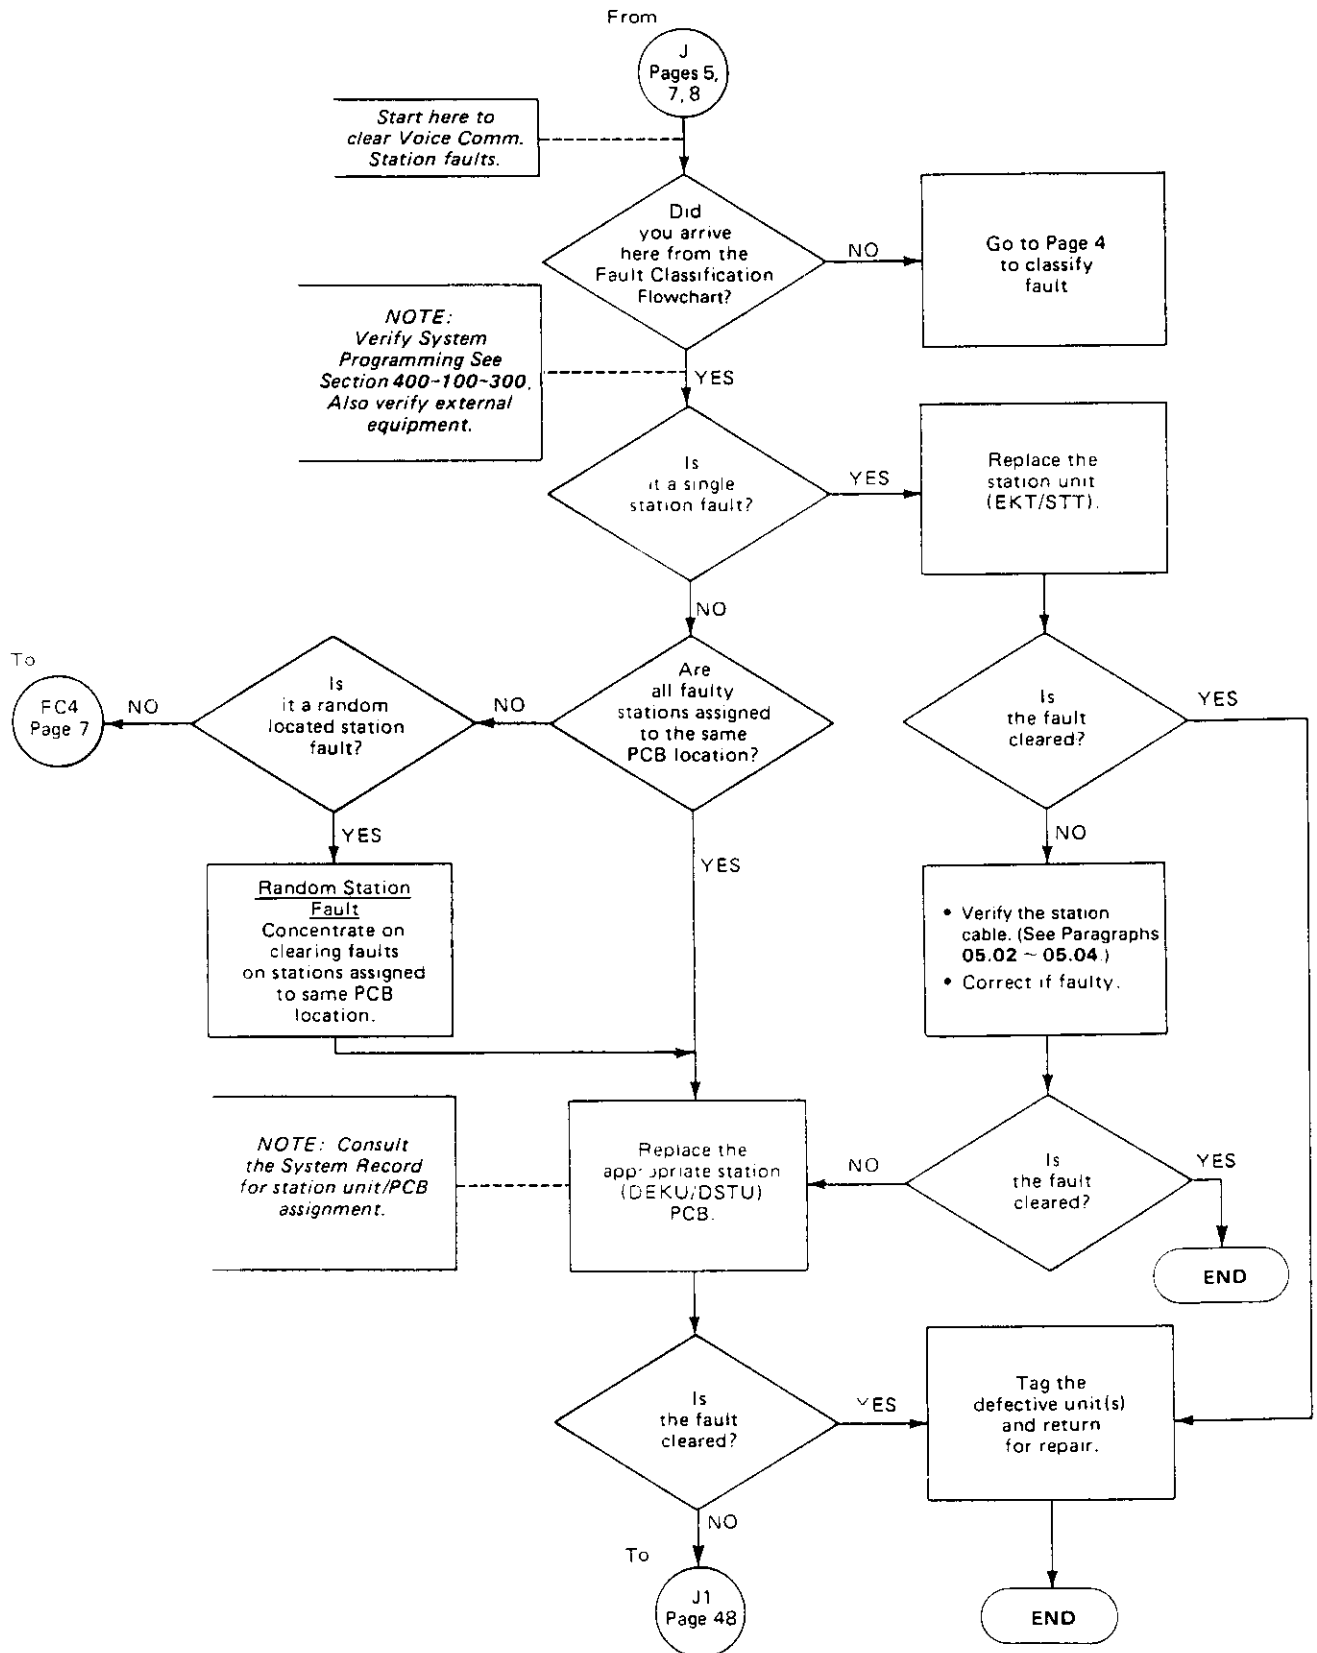 From
J
Pages 5,
7, 8
Start here to
clear Voice Comm.
Station faults.
Did
you arrive
here from the
Fault Classification
Flowchart?
NO
Go to Page 4
to classify
fault
NOTE:
Verify System
Programming See
Section 400-100-300.
Also verify external
equipment.
YES
Is
it a single
station fault?
YES
Replace the
station unit
(EKT/STT).
NO
To
FC4
Page 7
NO
Is
it a random
located station
fault?
NO
Are
all faulty
stations assigned
to the same
PCB location?
Is
the fault
cleared?
YES
YES
YES
NO
Random Station
Fault
Concentrate on
clearing faults
on stations assigned
to same PCB
location.
• Verify the station
cable. (See Paragraphs
05.02 ~ 05.04.)
• Correct if faulty.
NOTE: Consult
the System Record
for station unit/PCB
assignment.
Replace the
appropriate station
(DEKU/DSTU)
PCB.
NO
Is
the fault
cleared?
YES
END
Is
the fault
cleared?
YES
Tag the
defective unit(s)
and return
for repair.
NO
To
J1
Page 48
END